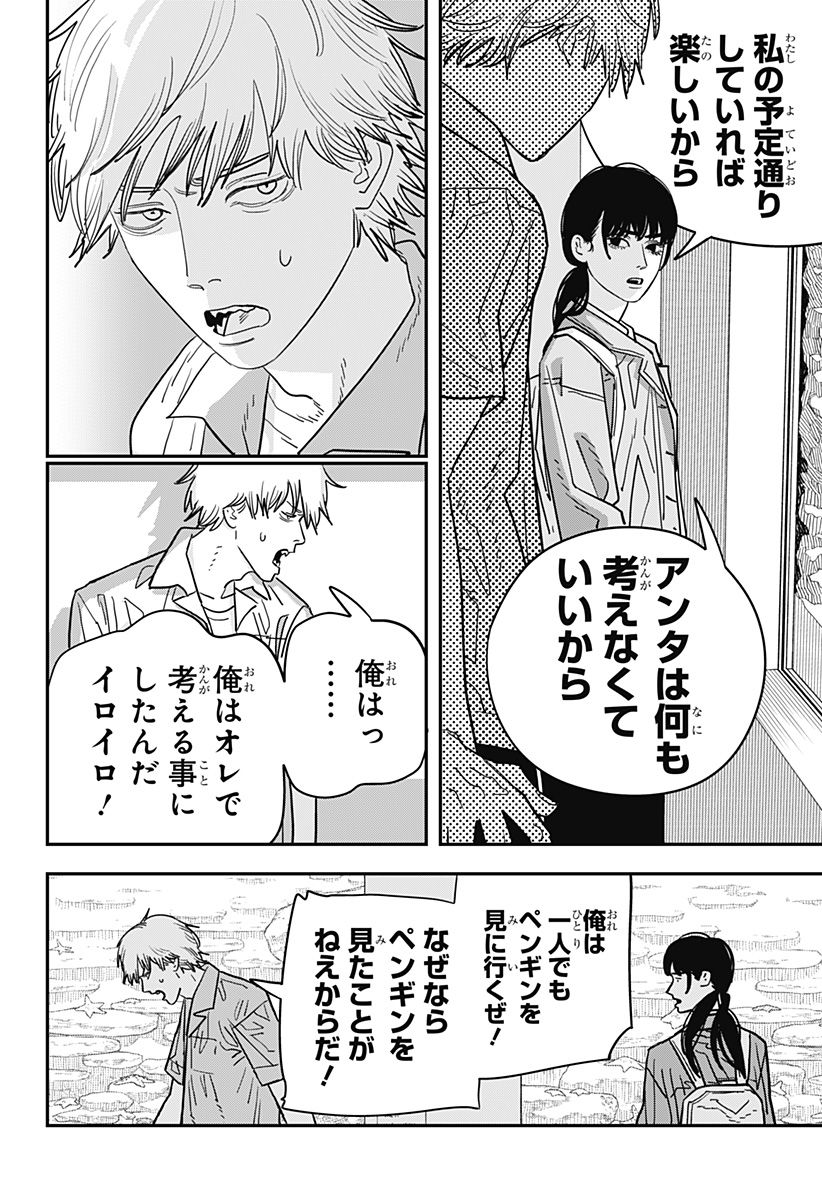 私の予定通り
していれば
楽しいから
アンタは何も
考えなくて
いいから
俺はっ
……
俺はオレで
考える事に
したんだ
イロイロ！
俺は
一人でも
ペンギンを
見に行くぜ！
なぜなら
ペンギンを
見たことが
ねえからだ！